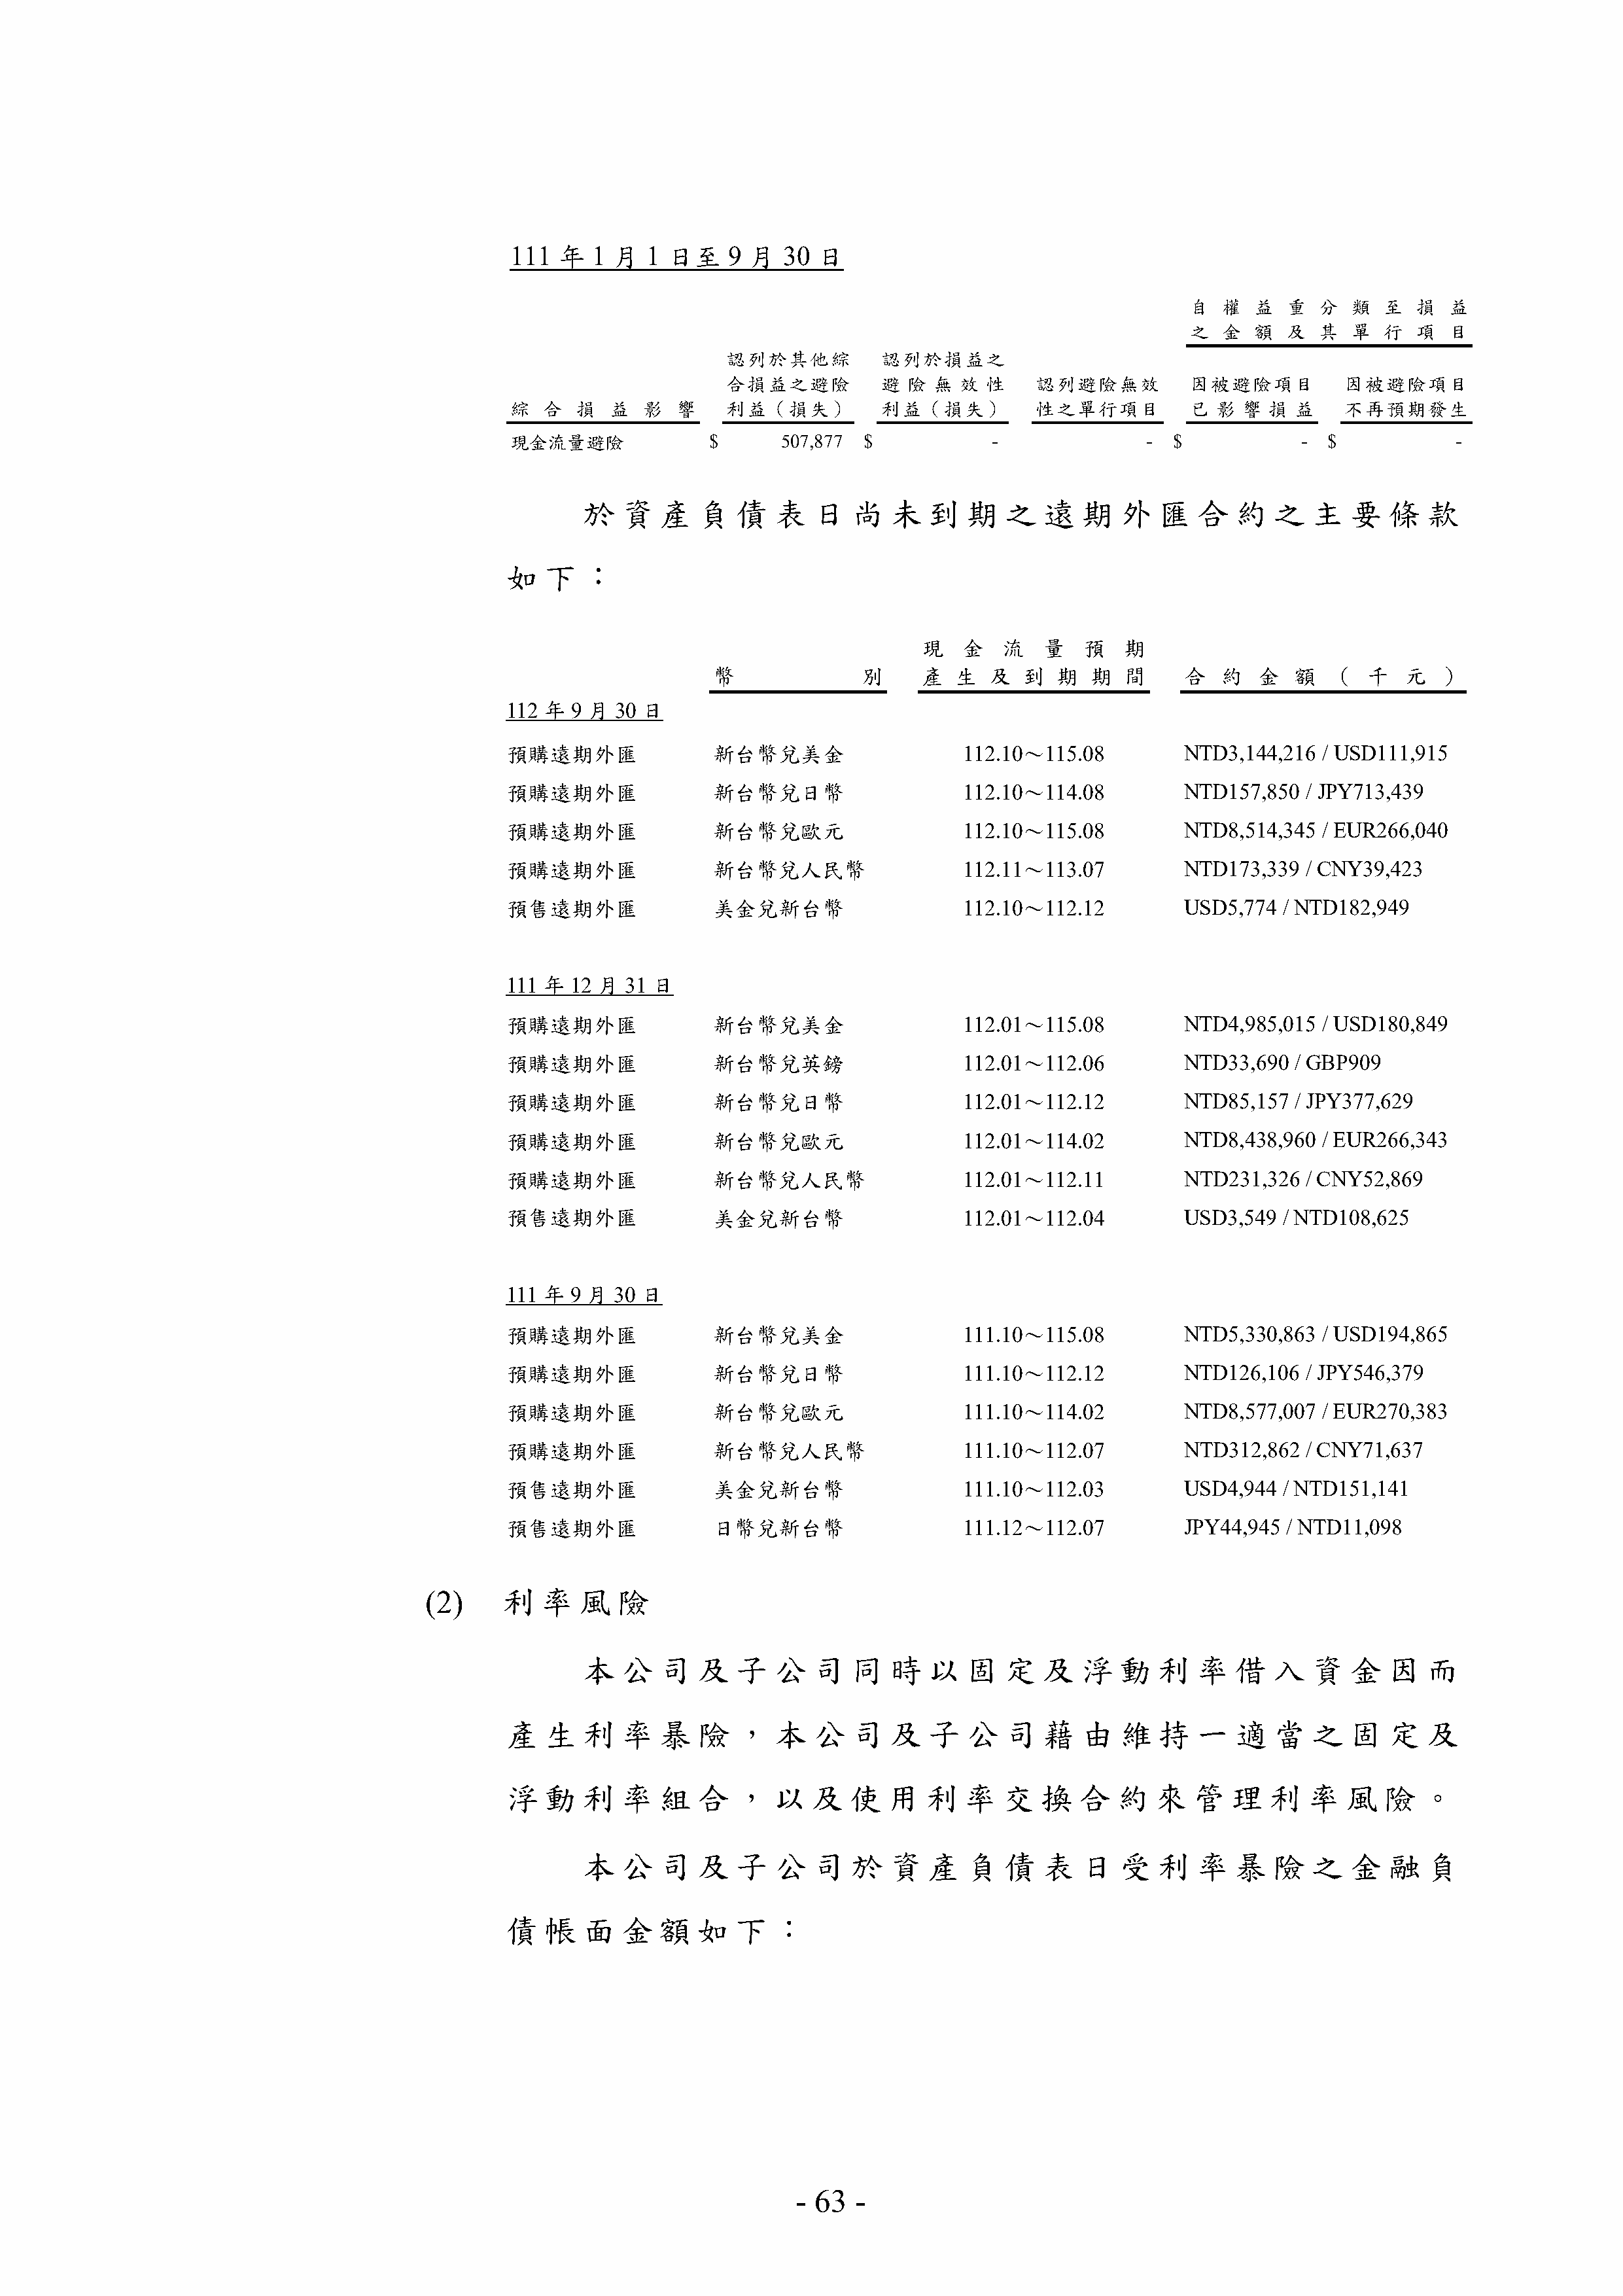 111 年 1 月 1 日至 9 月 30 日
自權益重分類至損益
之金額及其單行項目
認列於其他綜 認列於損益之
合損益之避險 避險無效性 認列避險無效 因被避險項目 因被避險項目
綜合損益影響 利益（損失） 利益（損失） 性之單行項目 已影響損益 不再預期發生
現金流量避險 $ 507,877 $ - - $ - $ -
於資產負債表日尚未到期之遠期外匯合約之主要條款
如下：
現金流量預期
幣別 產生及到期期間 合約金額（千元）
112 年 9 月 30 日
預購遠期外匯 新台幣兌美金 112.10～115.08 NTD3,144,216 / USD111,915
預購遠期外匯 新台幣兌日幣 112.10～114.08 NTD157,850 / JPY713,439
預購遠期外匯 新台幣兌歐元 112.10～115.08 NTD8,514,345 / EUR266,040
預購遠期外匯 新台幣兌人民幣 112.11～113.07 NTD173,339 / CNY39,423
預售遠期外匯 美金兌新台幣 112.10～112.12 USD5,774 / NTD182,949
111 年 12 月 31 日
預購遠期外匯 新台幣兌美金 112.01～115.08 NTD4,985,015 / USD180,849
預購遠期外匯 新台幣兌英鎊 112.01～112.06 NTD33,690 / GBP909
預購遠期外匯 新台幣兌日幣 112.01～112.12 NTD85,157 / JPY377,629
預購遠期外匯 新台幣兌歐元 112.01～114.02 NTD8,438,960 / EUR266,343
預購遠期外匯 新台幣兌人民幣 112.01～112.11 NTD231,326 / CNY52,869
預售遠期外匯 美金兌新台幣 112.01～112.04 USD3,549 / NTD108,625
111 年 9 月 30 日
預購遠期外匯 新台幣兌美金 111.10～115.08 NTD5,330,863 / USD194,865
預購遠期外匯 新台幣兌日幣 111.10～112.12 NTD126,106 / JPY546,379
預購遠期外匯 新台幣兌歐元 111.10～114.02 NTD8,577,007 / EUR270,383
預購遠期外匯 新台幣兌人民幣 111.10～112.07 NTD312,862 / CNY71,637
預售遠期外匯 美金兌新台幣 111.10～112.03 USD4,944 / NTD151,141
預售遠期外匯 日幣兌新台幣 111.12～112.07 JPY44,945 / NTD11,098
(2) 利率風險
本公司及子公司同時以固定及浮動利率借入資金因而
產生利率暴險，本公司及子公司藉由維持一適當之固定及
浮動利率組合，以及使用利率交換合約來管理利率風險。
本公司及子公司於資產負債表日受利率暴險之金融負
債帳面金額如下：
- 63 -